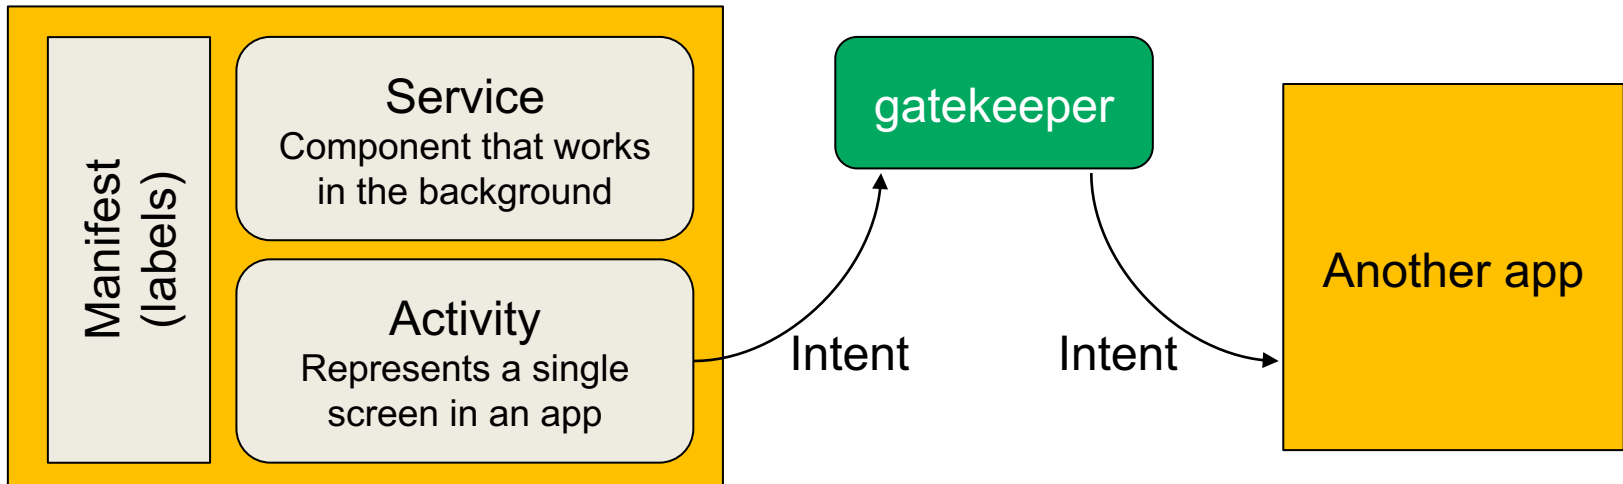 Manifest
(labels)
Service
Component that works
in the background
Activity
Represents a single
screen in an app
gatekeeper
Intent
Intent
Another app